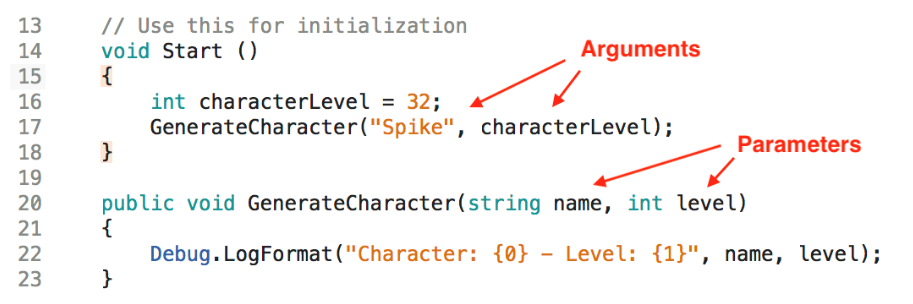 13 // Use this for initialization
14 void Start ()
Arguments
15 {
16 int characterLevel = 32;
17 GenerateCharacter("Spike", characterLevel);
18 }
Parameters
19
20 public void GenerateCharacter(string name, int level)
21 {
22 Debug.LogFormat("Character: {0} – Level: {1}", name, level);
23 }